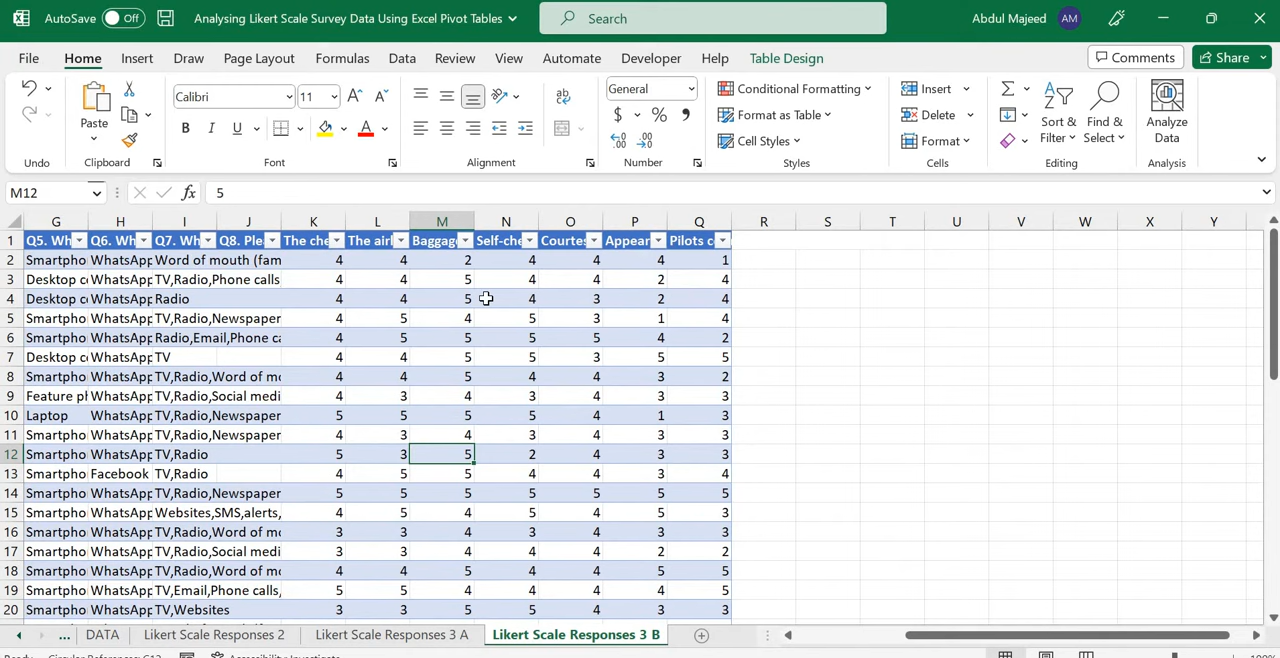 AutoSave Off Analysing Likert Scale Survey Data Using Excel Pivot Tables Search Abdul Majeed AM
File Home Insert Draw Page Layout Formulas Data Review View Automate Developer Help Table Design Comments Share
Calibri 11 General Conditional Formatting Insert
Paste Format as Table Delete Sort & Find & Analyze
B I U A Cell Styles Format Filter Select Data
Undo Clipboard Font Alignment Number Styles Cells Editing Analysis
M12 fx 5
G H I J K L M N O P Q R S T U V W X Y
1 Q5. Wh Q6. Wh Q7. Wh Q8. Ple The che The airl Baggage Self-che Courtes Appear Pilots c
2 Smartpho WhatsApp Word of mouth (fam 4 4 2 4 4 4 1
3 Desktop c WhatsApp TV,Radio,Phone calls 4 4 5 4 4 2 4
4 Desktop c WhatsApp Radio 4 4 5 4 3 2 4
5 Smartpho WhatsApp TV,Radio,Newspaper 4 5 4 5 3 1 4
6 Smartpho WhatsApp Radio,Email,Phone ca 4 5 5 5 5 4 2
7 Desktop c WhatsApp TV 4 4 5 5 3 5 5
8 Smartpho WhatsApp TV,Radio,Word of mo 4 4 5 4 4 3 2
9 Feature ph WhatsApp TV,Radio,Social medi 4 3 4 3 4 3 3
10 Laptop WhatsApp TV,Radio,Newspaper 5 5 5 5 4 1 3
11 Smartpho WhatsApp TV,Radio,Newspaper 4 3 4 3 4 3 3
12 Smartpho WhatsApp TV,Radio 5 3 5 2 4 3 3
13 Smartpho Facebook TV,Radio 4 5 5 4 4 3 4
14 Smartpho WhatsApp TV,Radio,Newspaper 5 5 5 5 5 5 5
15 Smartpho WhatsApp Websites,SMS,alerts, 4 5 4 5 4 5 3
16 Smartpho WhatsApp TV,Radio,Word of mo 3 3 4 3 4 3 3
17 Smartpho WhatsApp TV,Radio,Social medi 3 3 4 4 4 2 2
18 Smartpho WhatsApp TV,Radio,Word of mo 4 4 5 4 4 5 5
19 Smartpho WhatsApp TV,Email,Phone calls, 5 5 4 4 4 4 5
20 Smartpho WhatsApp TV,Websites 3 3 5 5 4 3 3
... DATA Likert Scale Responses 2 Likert Scale Responses 3 A Likert Scale Responses 3 B